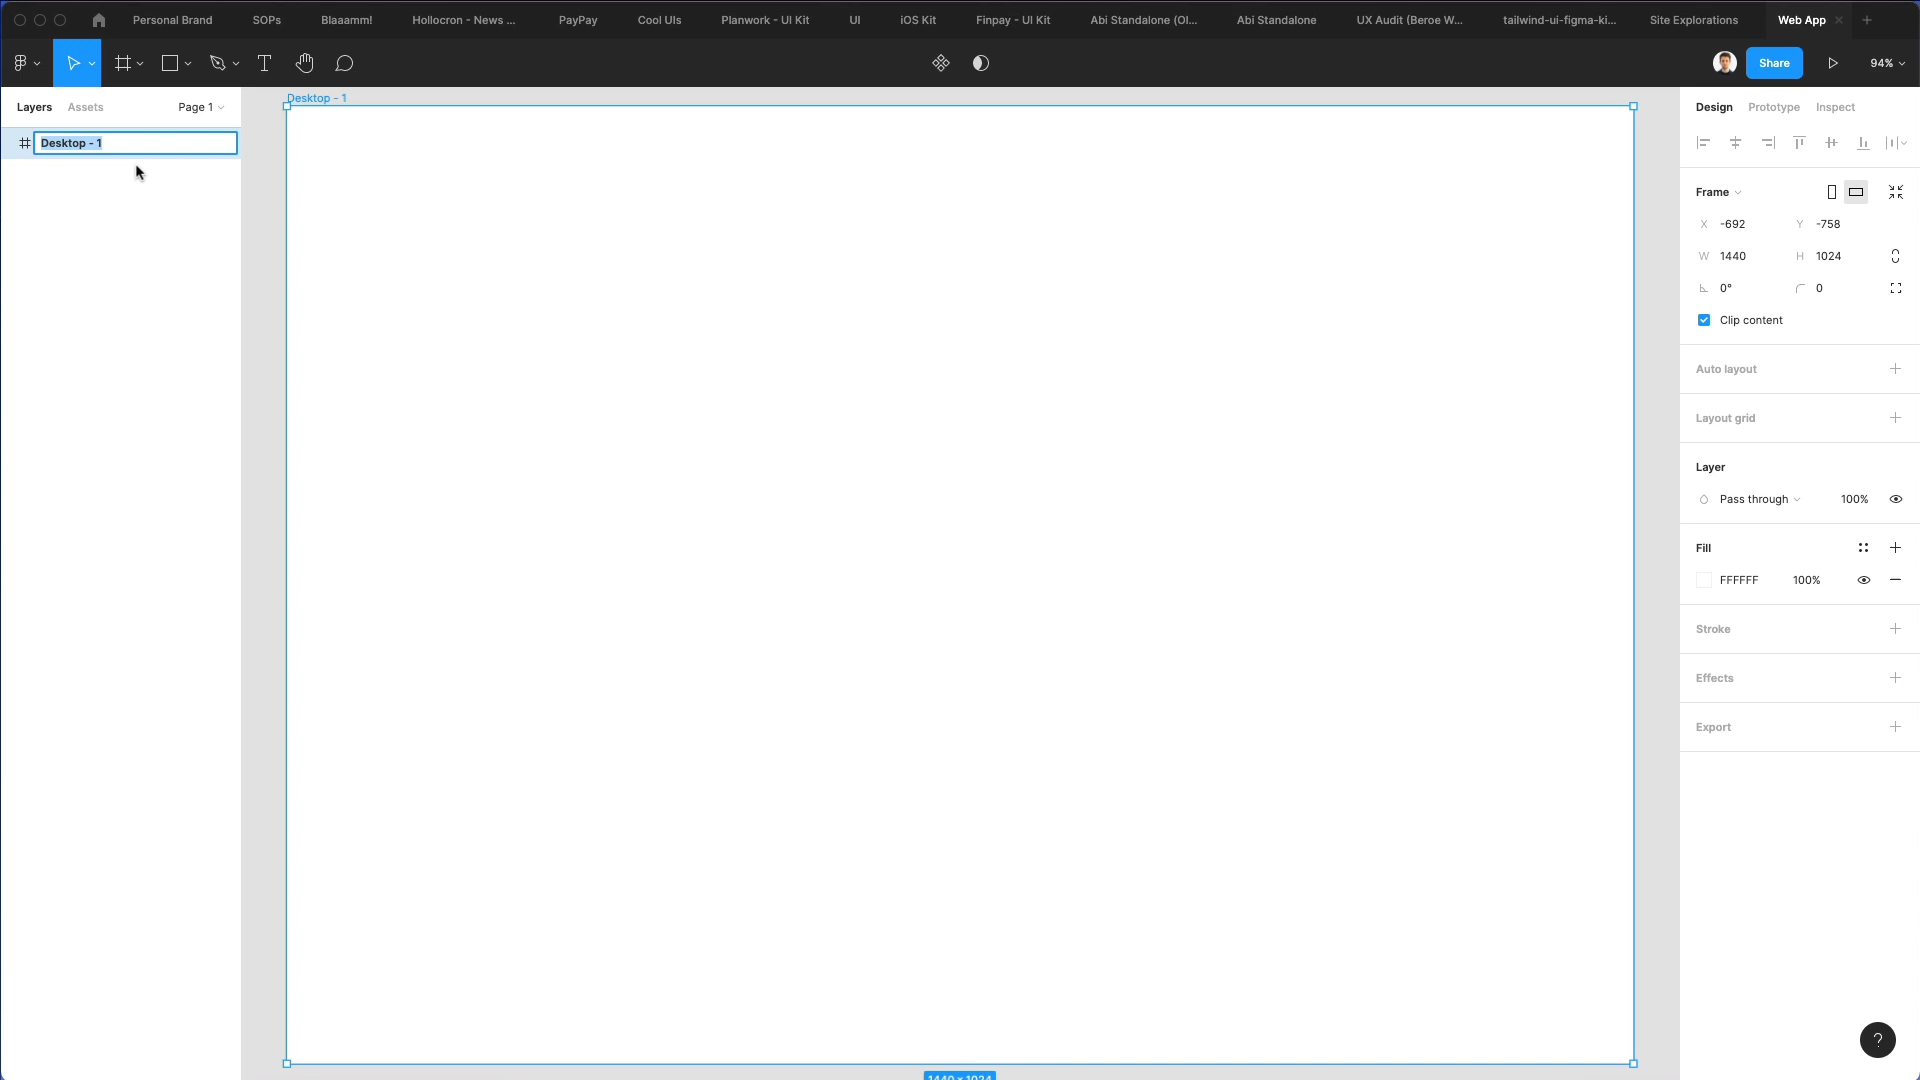 Personal Brand
SOPs
Blaaamm!
Hollocron - News ...
PayPay
Cool UIs
Planwork - UI Kit
UI
iOS Kit
Finpay - UI Kit
Abi Standalone (Ol...
Abi Standalone
UX Audit (Beroe W...
tailwind-ui-figma-ki...
Site Explorations
Web App
T
Share
94%
Layers
Assets
Page 1
Desktop - 1
Desktop - 1
1440 × 1024
Design
Prototype
Inspect
Frame
X -692
Y -758
W 1440
H 1024
0°
0
Clip content
Auto layout
Layout grid
Layer
Pass through
100%
Fill
FFFFFF
100%
Stroke
Effects
Export
?